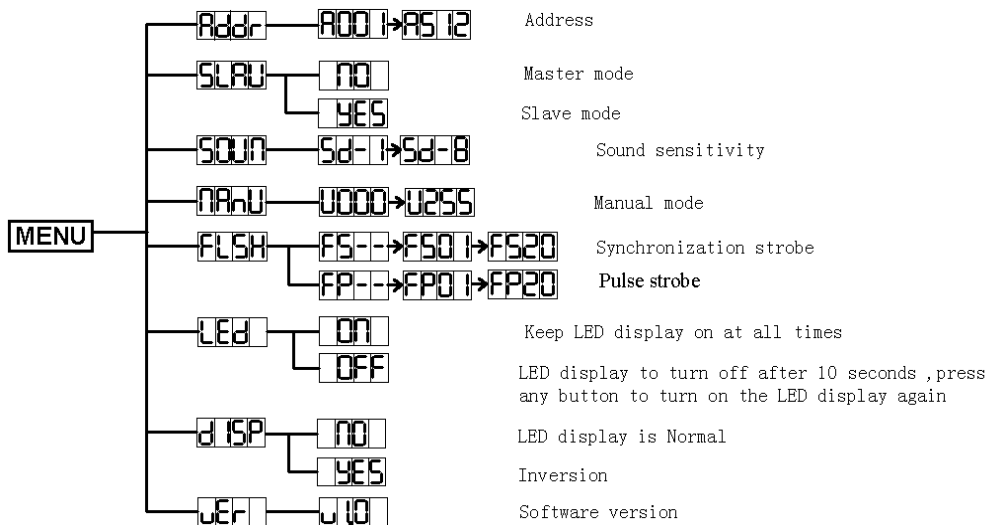 Addr A001 AS12 Address
SLAU NO Master mode
YES Slave mode
SOUN Sd-1 Sd-8 Sound sensitivity
MAnU U000 U255 Manual mode
MENU
FLSH FS-- FS01 FS20 Synchronization strobe
FP-- FP01 FP20 Pulse strobe
LEd ON Keep LED display on at all times
OFF LED display to turn off after 10 seconds ,press
any button to turn on the LED display again
dISP NO LED display is Normal
YES Inversion
vEr v1.0 Software version